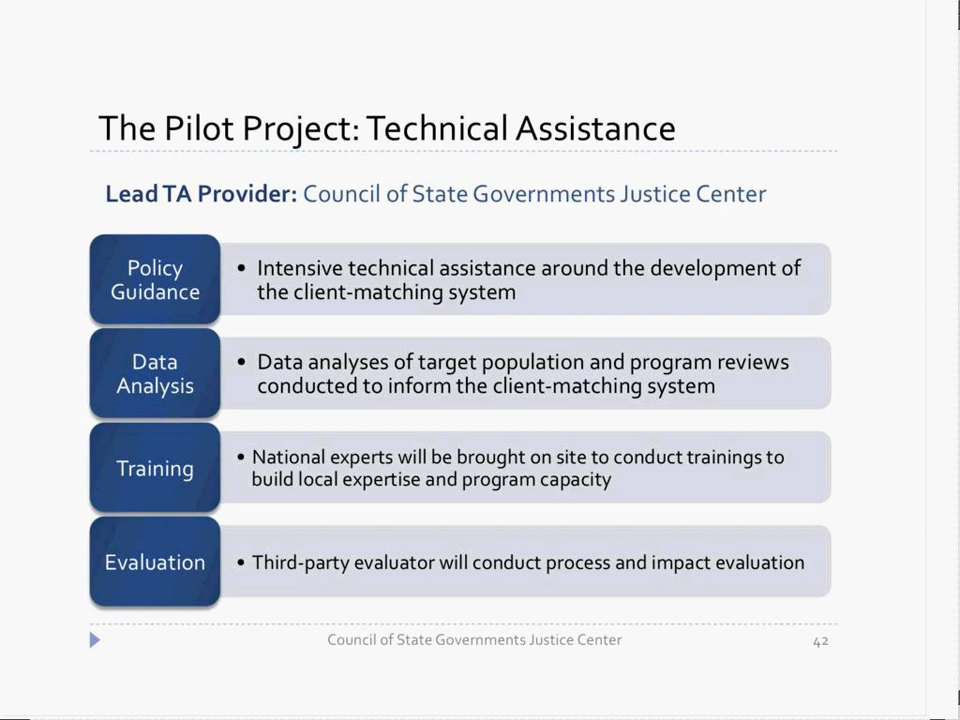 The Pilot Project: Technical Assistance
Lead TA Provider: Council of State Governments Justice Center
Policy
Guidance
• Intensive technical assistance around the development of
the client-matching system
Data
Analysis
• Data analyses of target population and program reviews
conducted to inform the client-matching system
Training
• National experts will be brought on site to conduct trainings to
build local expertise and program capacity
Evaluation
• Third-party evaluator will conduct process and impact evaluation
Council of State Governments Justice Center
42